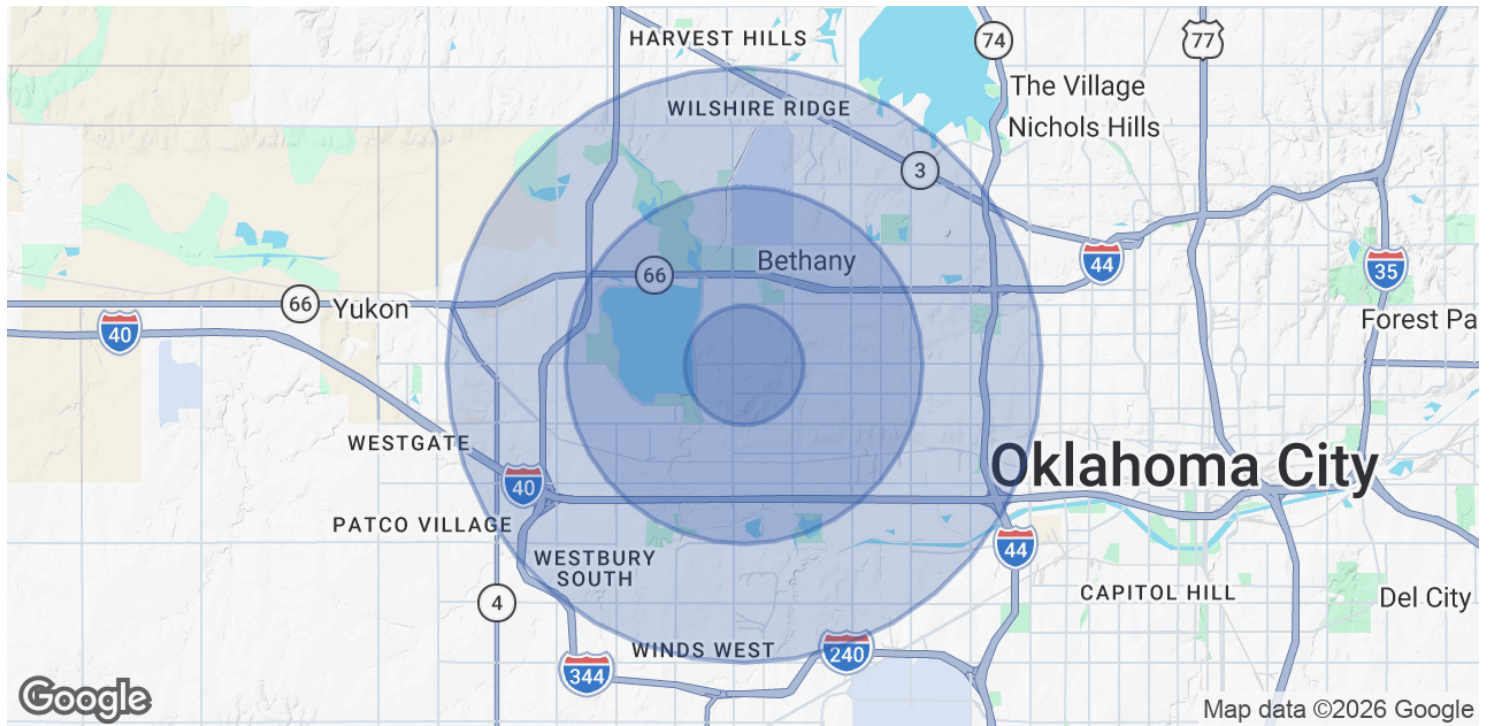 HARVEST HILLS
74
77
The Village
WILSHIRE RIDGE
Nichols Hills
3
Bethany
66
44
35
66
Yukon
40
Forest Pa
WESTGATE
Oklahoma City
40
PATCO VILLAGE
WESTBURY
SOUTH
44
4
CAPITOL HILL
Del City
WINDS WEST
240
344
Google
Map data ©2026 Google